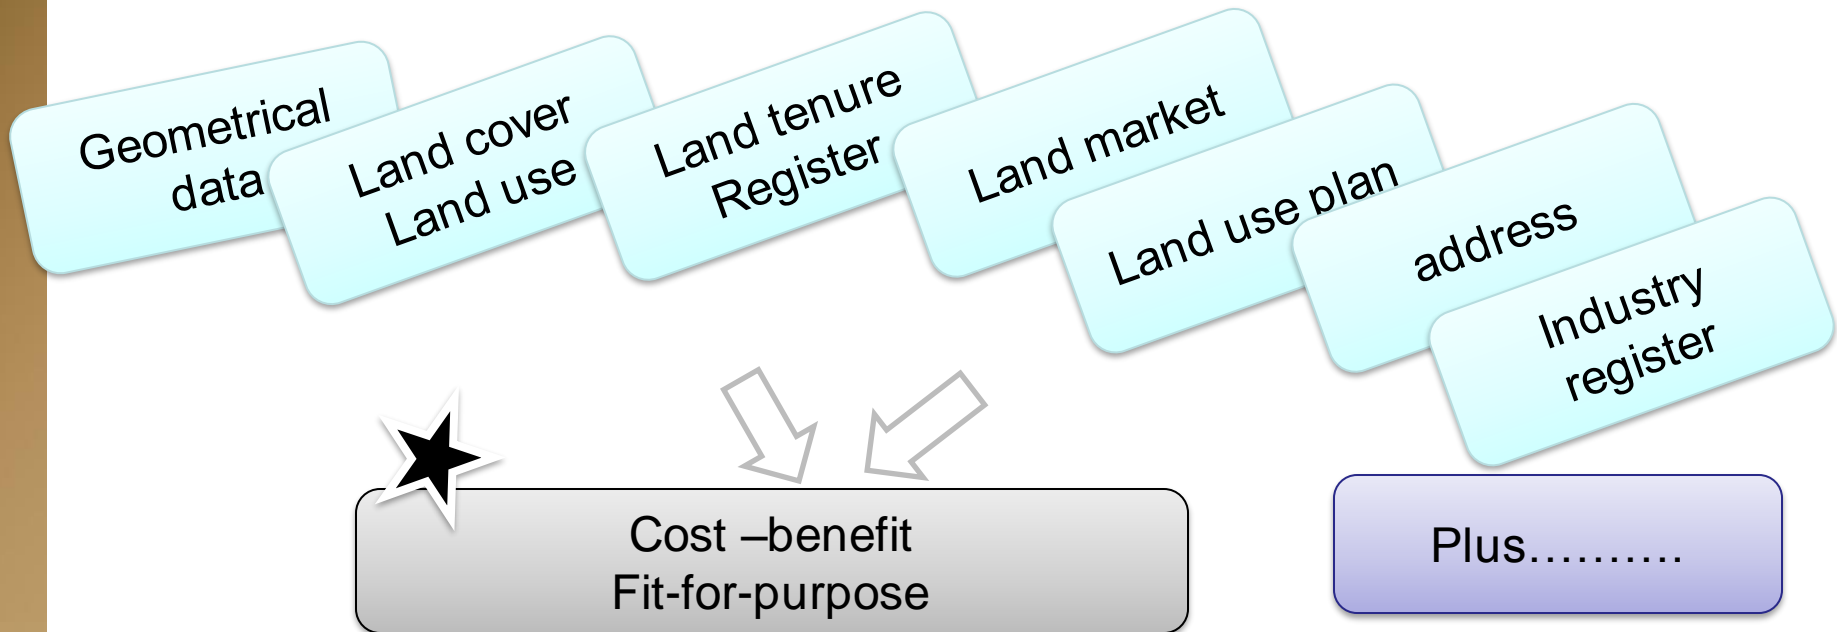 Geometrical
data
Land cover
Land use
Land tenure
Register
Land market
Land use plan
address
Industry
register
Cost –benefit
Fit-for-purpose
Plus……….